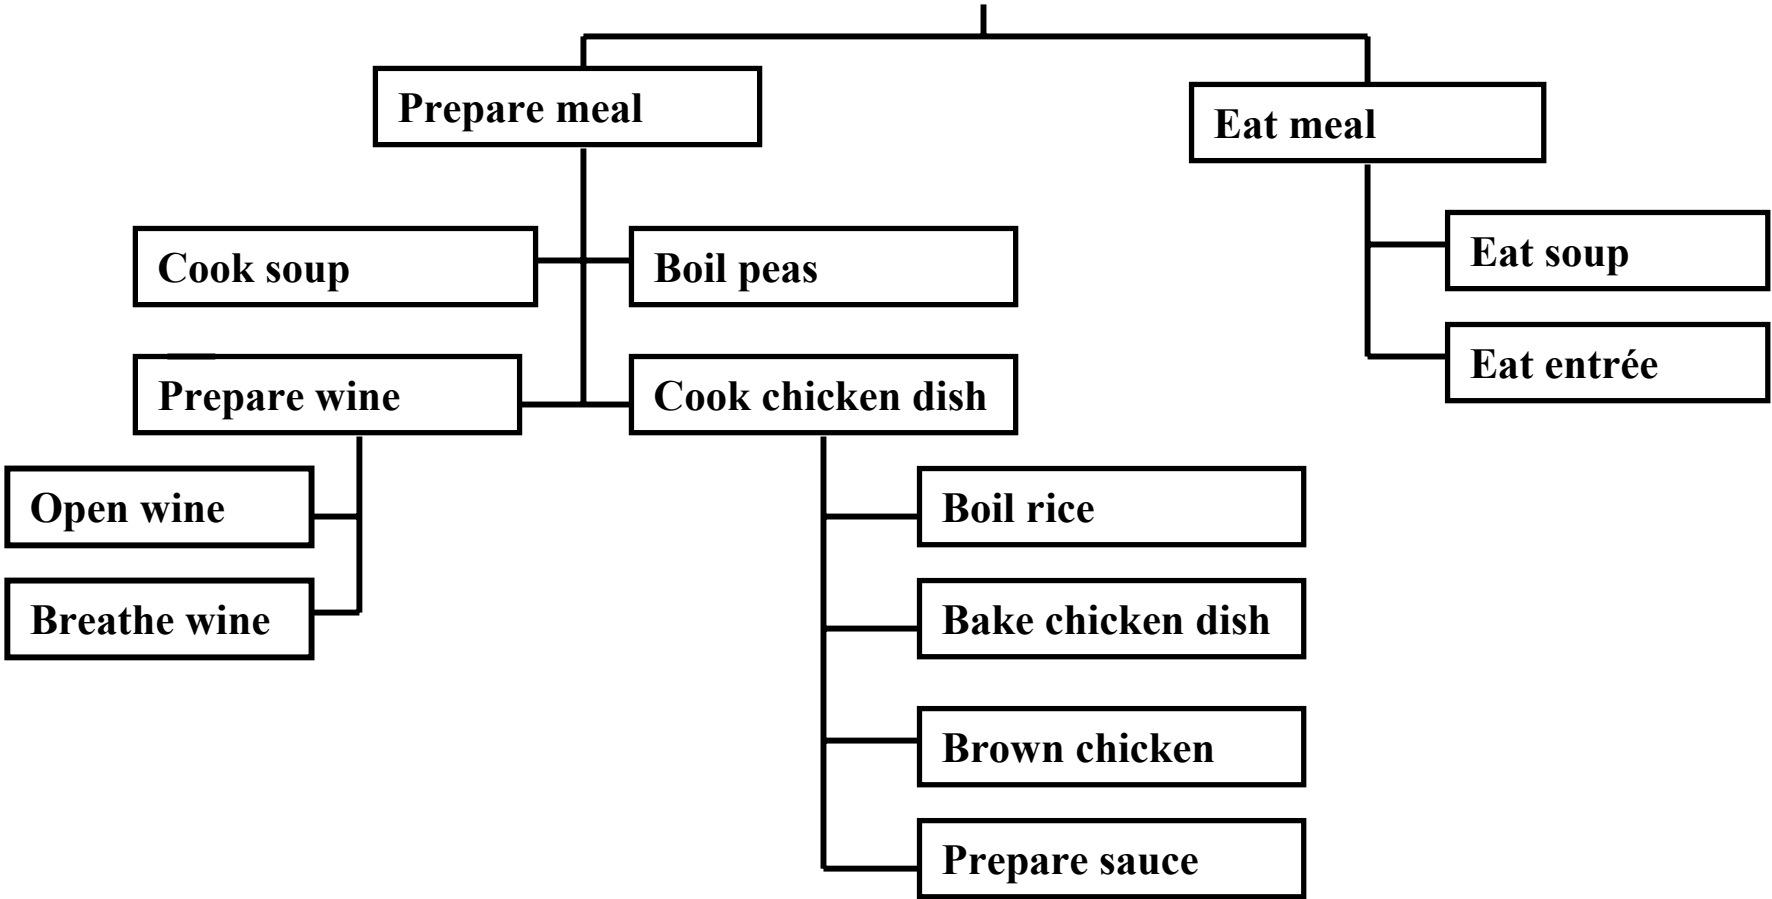 Prepare meal
Eat meal
Cook soup
Boil peas
Eat soup
Prepare wine
Cook chicken dish
Eat entrée
Open wine
Boil rice
Breathe wine
Bake chicken dish
Brown chicken
Prepare sauce